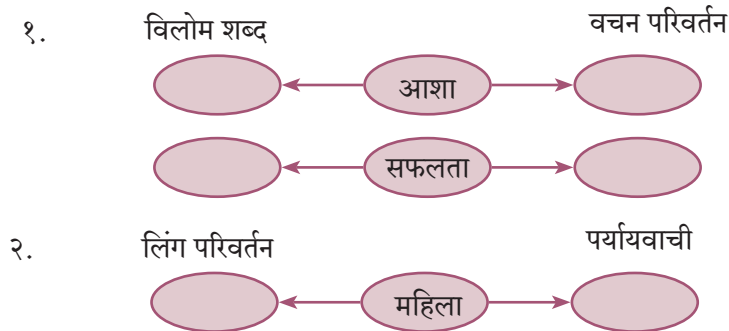 १. विलोम शब्द वचन परिवर्तन
आशा
सफलता
२. लिंग परिवर्तन पर्यायवाची
महिला